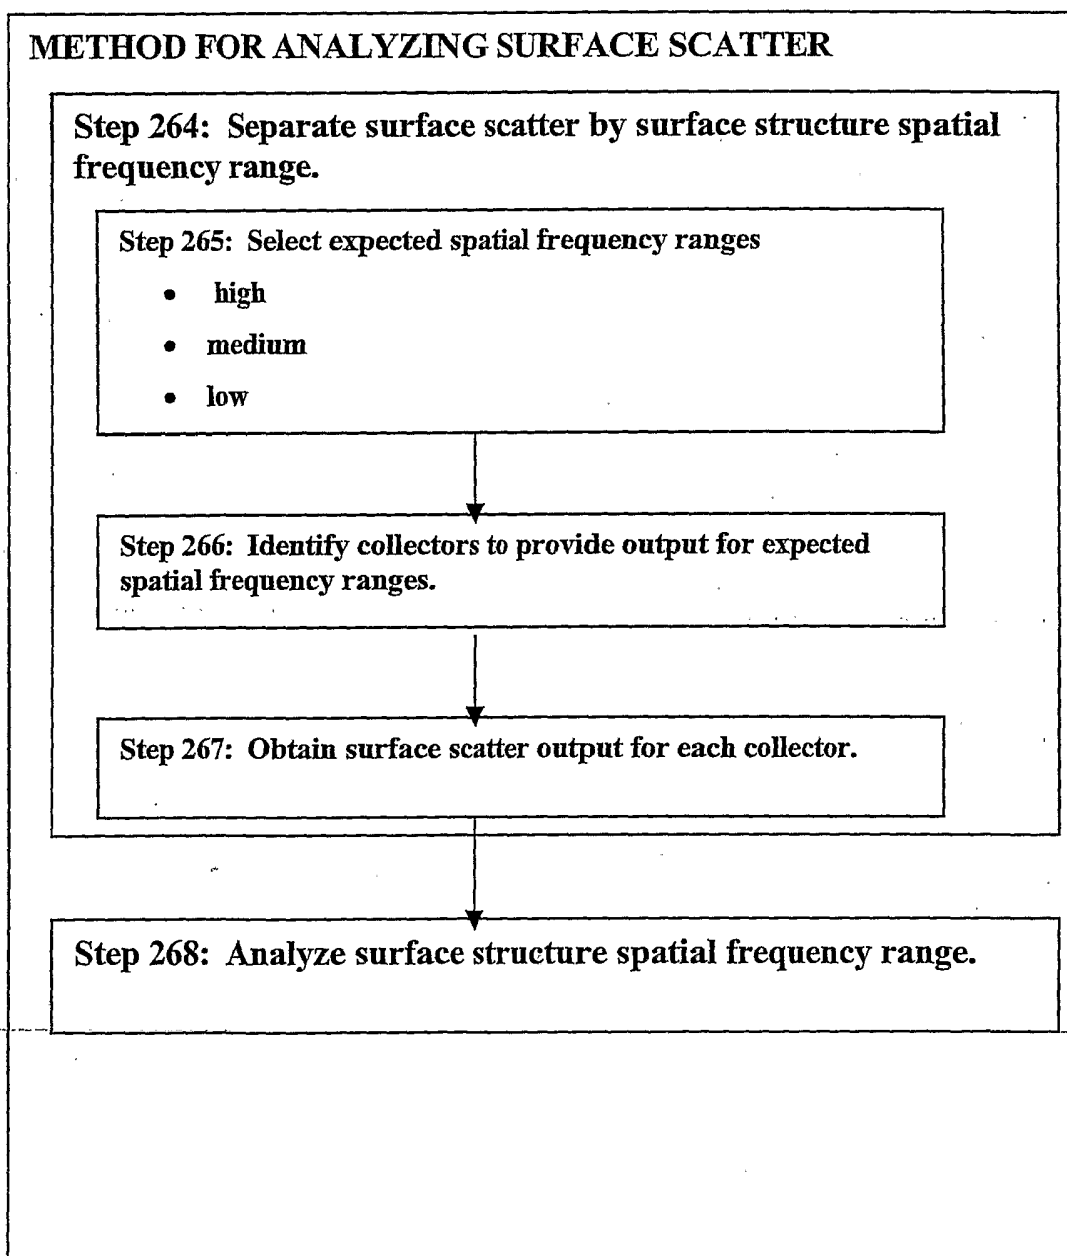 METHOD FOR ANALYZING SURFACE SCATTER
Step 264: Separate surface scatter by surface structure spatial
frequency range.
Step 265: Select expected spatial frequency ranges
• high
• medium
• low
Step 266: Identify collectors to provide output for expected
spatial frequency ranges.
Step 267: Obtain surface scatter output for each collector.
Step 268: Analyze surface structure spatial frequency range.